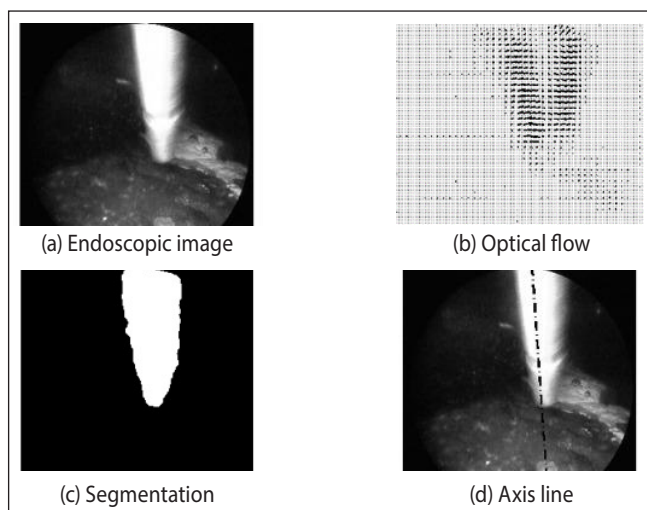 (a) Endoscopic image
(b) Optical flow
(c) Segmentation
(d) Axis line